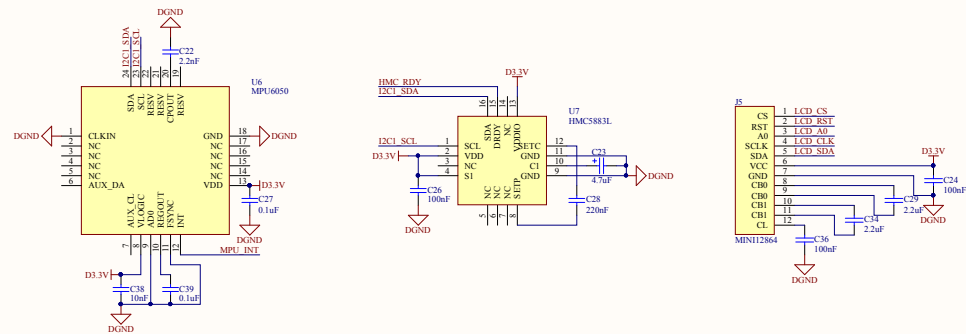 DGND
I2C1_SDA
I2C1_SCL
C22
2.2nF
24
23
22
21
20
19
U6
MPU6050
SDA
SCL
RESV
RESV
CPOUT
RESV
DGND
1
CLKIN
GND
18
DGND
2
NC
NC
17
3
NC
NC
16
4
NC
NC
15
5
NC
NC
14
6
AUX_DA
VDD
13
D3.3V
C27
0.1uF
DGND
AUX_CL
VLOGIC
AD0
REGOUT
FSYNC
INT
7
8
9
10
11
12
MPU_INT
D3.3V
C38
10nF
C39
0.1uF
DGND
D3.3V
HMC_RDY
I2C1_SDA
16
15
14
13
U7
HMC5883L
SDA
DRDY
NC
VDDIO
I2C1_SCL
1
SCL
SETC
12
D3.3V
2
VDD
GND
11
C23
3
NC
C1
10
4
S1
GND
9
4.7uF
DGND
NC
NC
NC
SETP
5
6
7
8
C26
100nF
DGND
C28
220nF
J5
CS
1
LCD_CS
RST
2
LCD_RST
A0
3
LCD_A0
SCLK
4
LCD_CLK
SDA
5
LCD_SDA
VCC
6
D3.3V
GND
7
CB0
8
CB0
9
CB1
10
CB1
11
CL
12
MINI12864
C24
100nF
C29
2.2uF
DGND
C34
2.2uF
C36
100nF
DGND